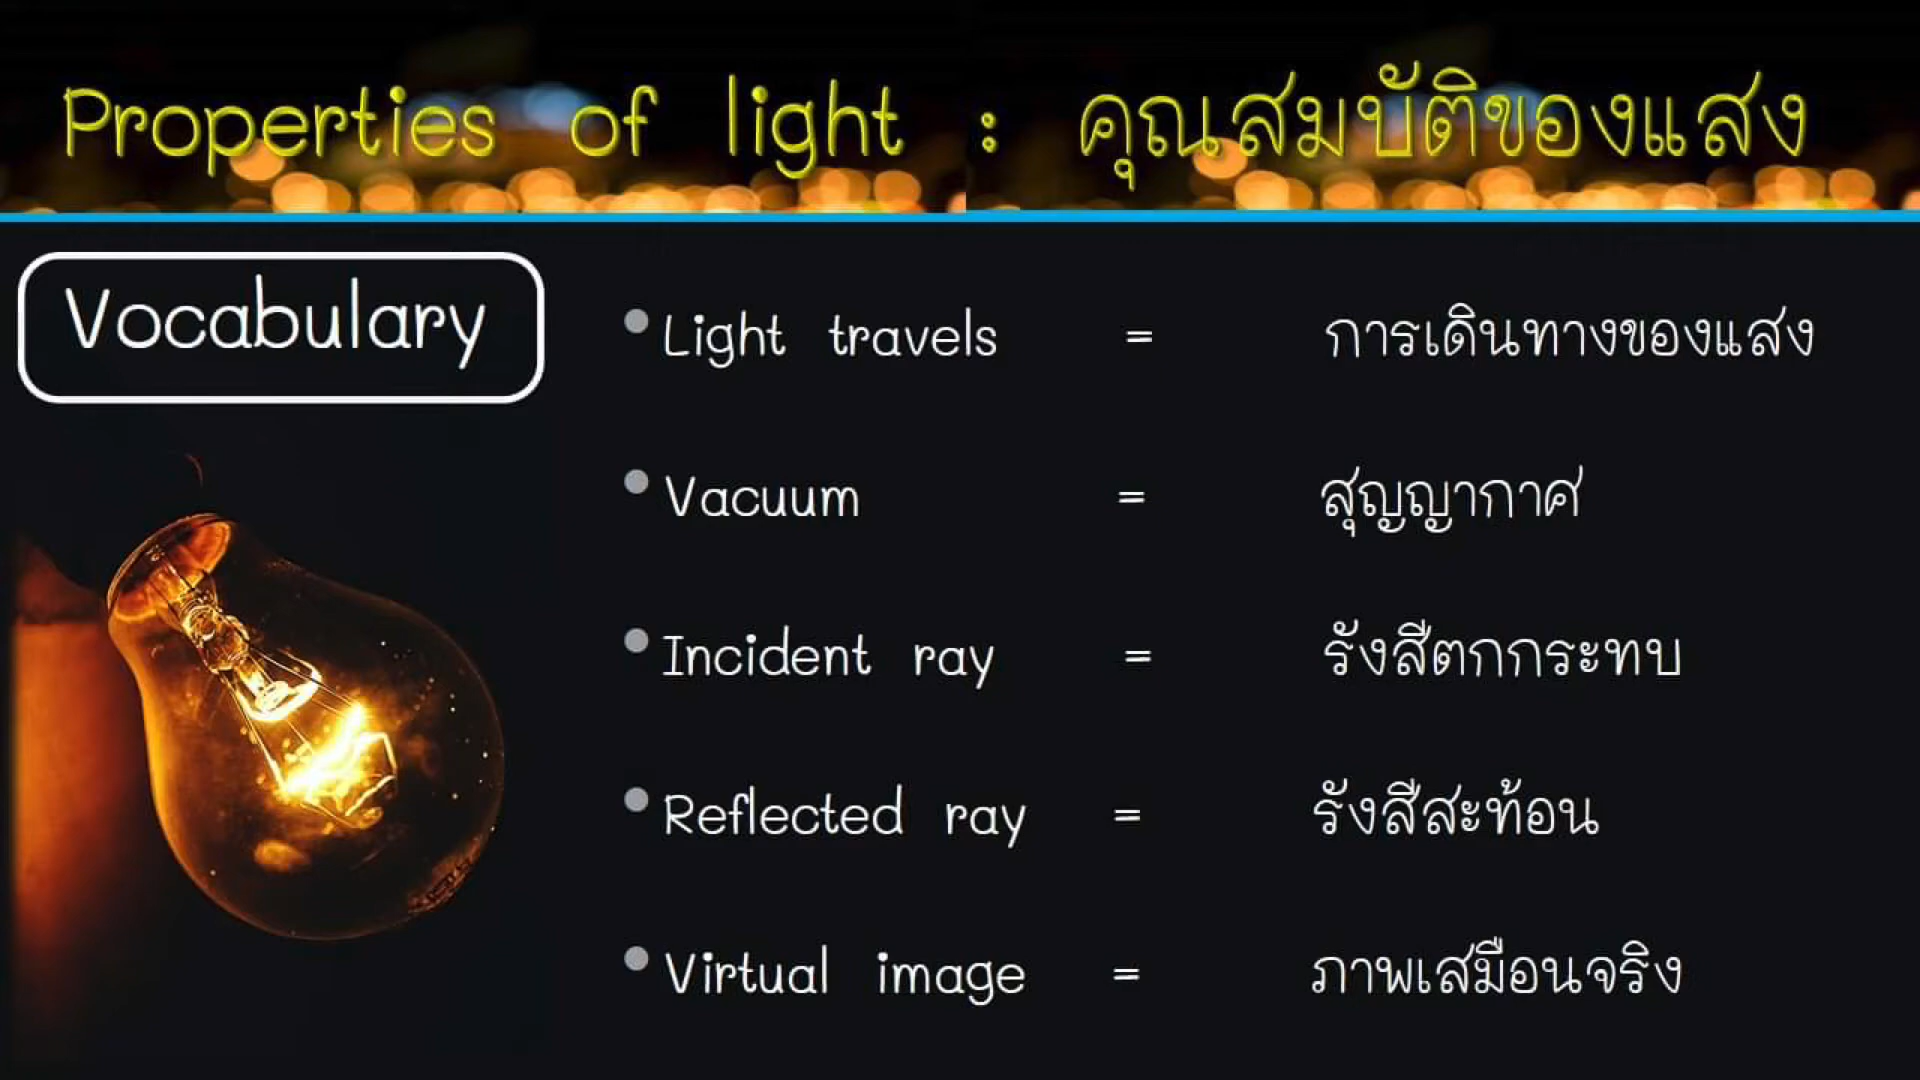 Properties of light : คุณสมบัติของแสง
Vocabulary
• Light travels = การเดินทางของแสง
• Vacuum = สุญญากาศ
• Incident ray = รังสีตกกระทบ
• Reflected ray = รังสีสะท้อน
• Virtual image = ภาพเสมือนจริง